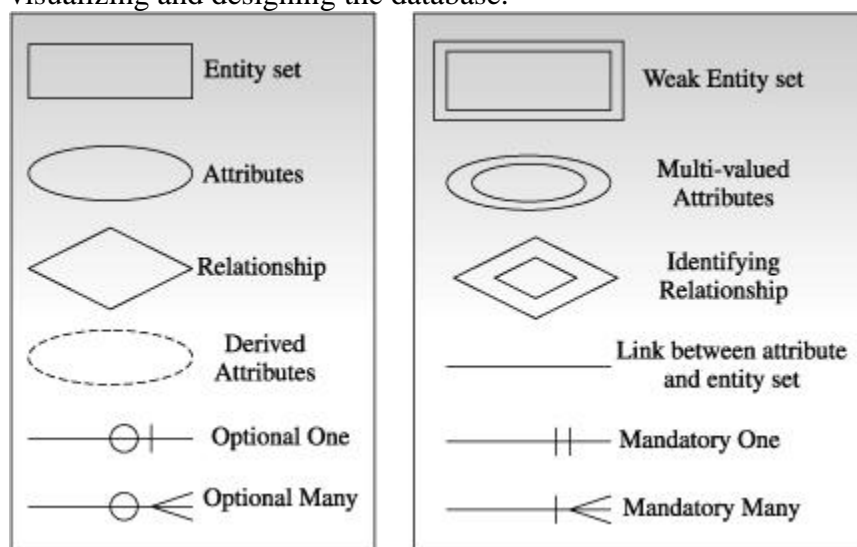 visualizing and designing the database.
Entity set
Attributes
Relationship
Derived
Attributes
Optional One
Optional Many
Weak Entity set
Multi-valued
Attributes
Identifying
Relationship
Link between attribute
and entity set
Mandatory One
Mandatory Many